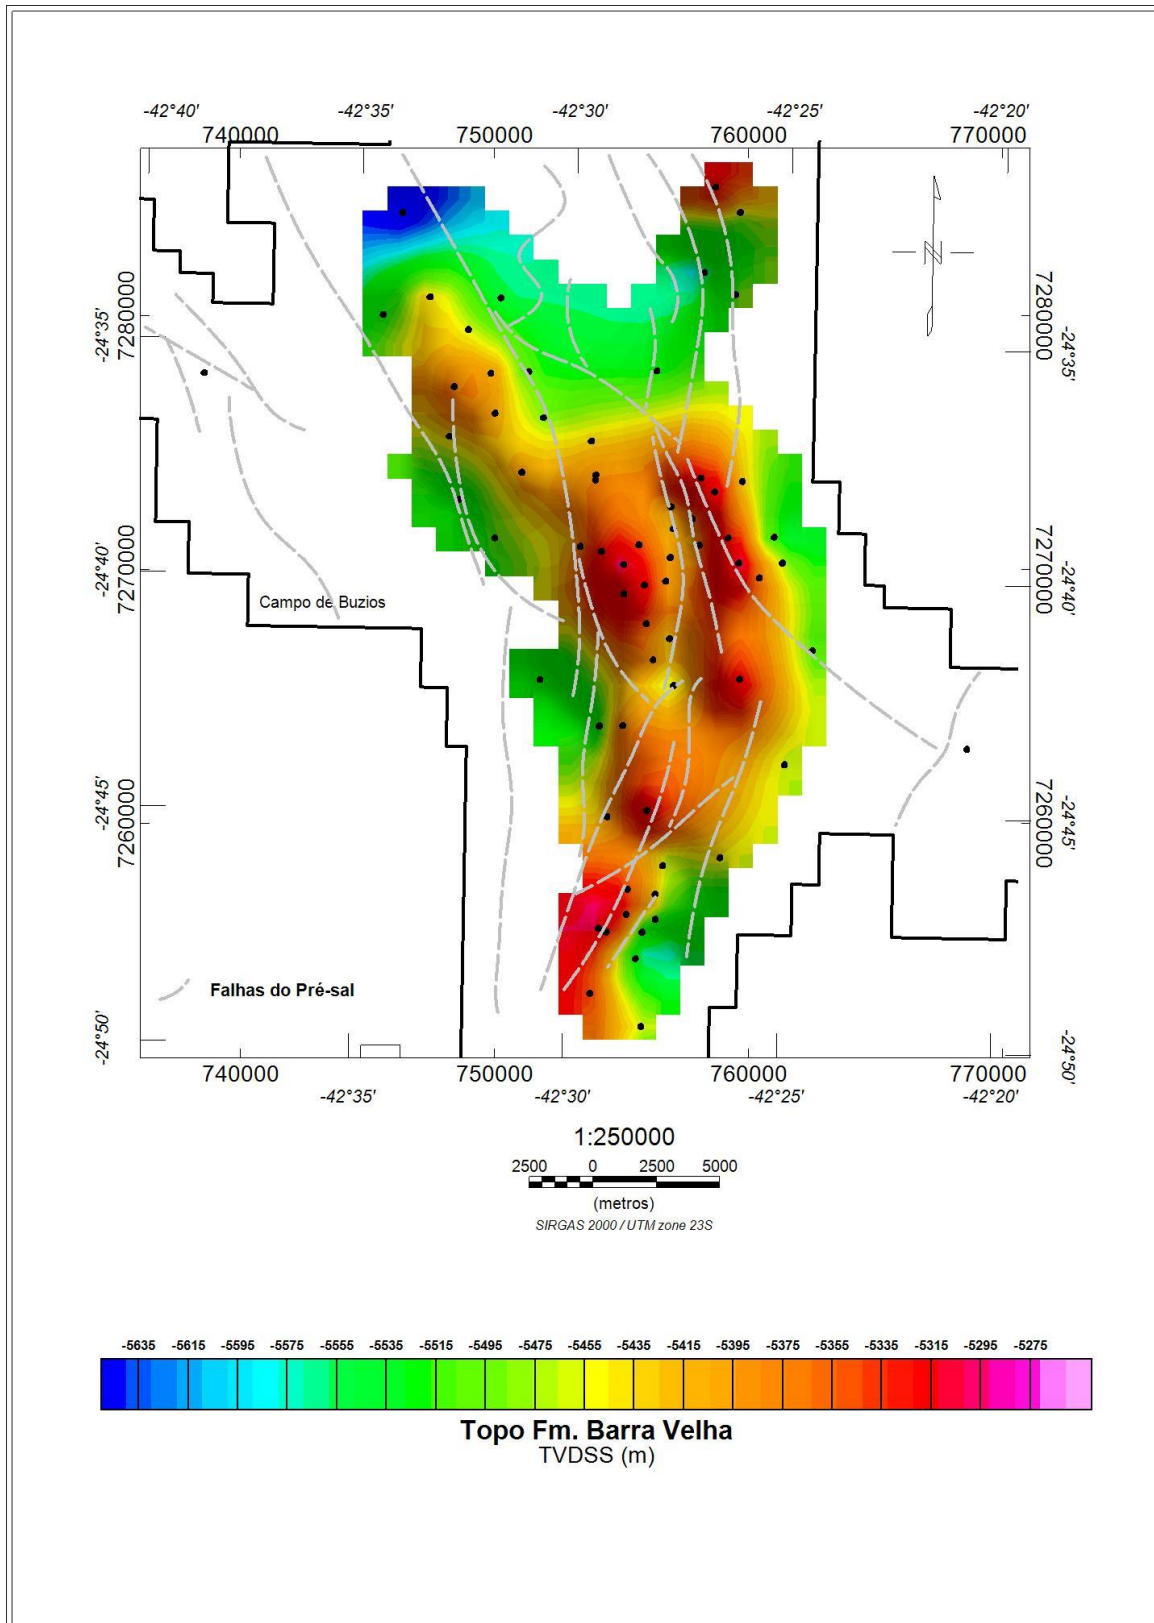 -42°40' -42°35' -42°30' -42°25' -42°20'
740000 750000 760000 770000
N
-24°35' 7280000
7280000 -24°35'
-24°40' 7270000
7270000 -24°40'
Campo de Buzios
-24°45' 7260000
7260000 -24°45'
Falhas do Pré-sal
-24°50'
-24°50'
740000 750000 760000 770000
-42°35' -42°30' -42°25' -42°20'
1:250000
2500 0 2500 5000
(metros)
SIRGAS 2000 / UTM zone 23S
-5635 -5615 -5595 -5575 -5555 -5535 -5515 -5495 -5475 -5455 -5435 -5415 -5395 -5375 -5355 -5335 -5315 -5295 -5275
Topo Fm. Barra Velha
TVDSS (m)